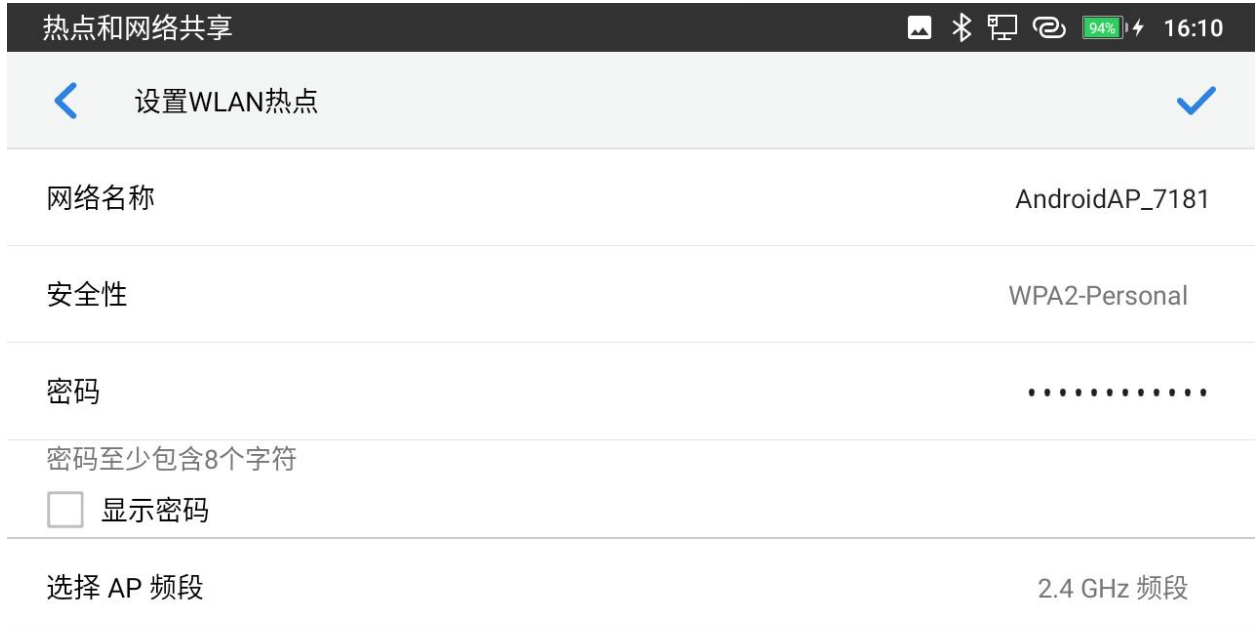 热点和网络共享 94% 16:10
设置WLAN热点
网络名称 AndroidAP_7181
安全性 WPA2-Personal
密码 ••••••••••••
密码至少包含8个字符
显示密码
选择 AP 频段 2.4 GHz 频段